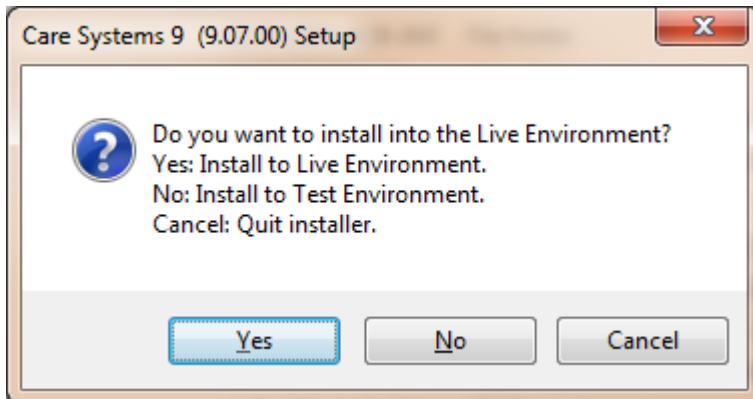 Care Systems 9 (9.07.00) Setup
Do you want to install into the Live Environment?
Yes: Install to Live Environment.
No: Install to Test Environment.
Cancel: Quit installer.
Yes No Cancel